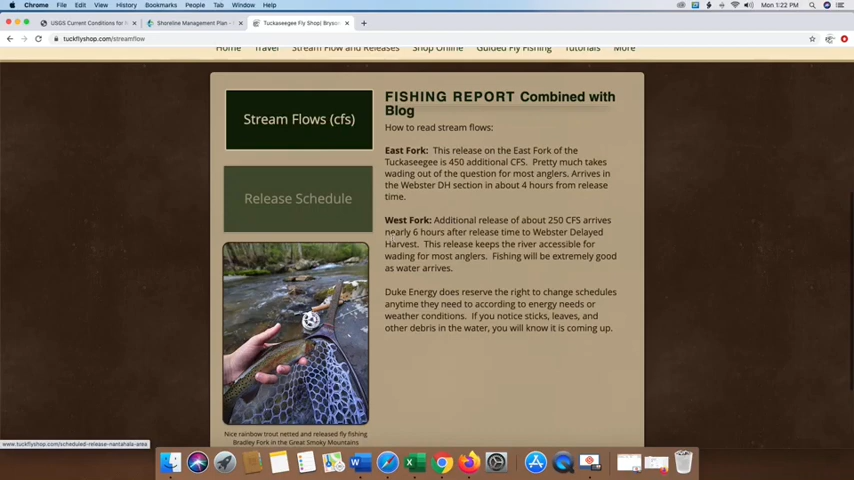 Chrome File Edit View History Bookmarks People Tab Window Help
Mon 1:22 PM
USGS Current Conditions for N
Shoreline Management Plan -
Tuckaseegee Fly Shop| Bryson
tuckflyshop.com/streamflow
Home Travel Stream Flow and Releases Shop Online Guided Fly Fishing Tutorials More
Stream Flows (cfs)
Release Schedule
FISHING REPORT Combined with
Blog
How to read stream flows:
East Fork: This release on the East Fork of the
Tuckaseegee is 450 additional CFS. Pretty much takes
wading out of the question for most anglers. Arrives in
the Webster DH section in about 4 hours from release
time.
West Fork: Additional release of about 250 CFS arrives
nearly 6 hours after release time to Webster Delayed
Harvest. This release keeps the river accessible for
wading for most anglers. Fishing will be extremely good
as water arrives.
Duke Energy does reserve the right to change schedules
anytime they need to according to energy needs or
weather conditions. If you notice sticks, leaves, and
other debris in the water, you will know it is coming up.
Nice rainbow trout netted and released fly fishing
Bradley Fork in the Great Smoky Mountains
www.tuckflyshop.com/scheduled-release-nantahala-area